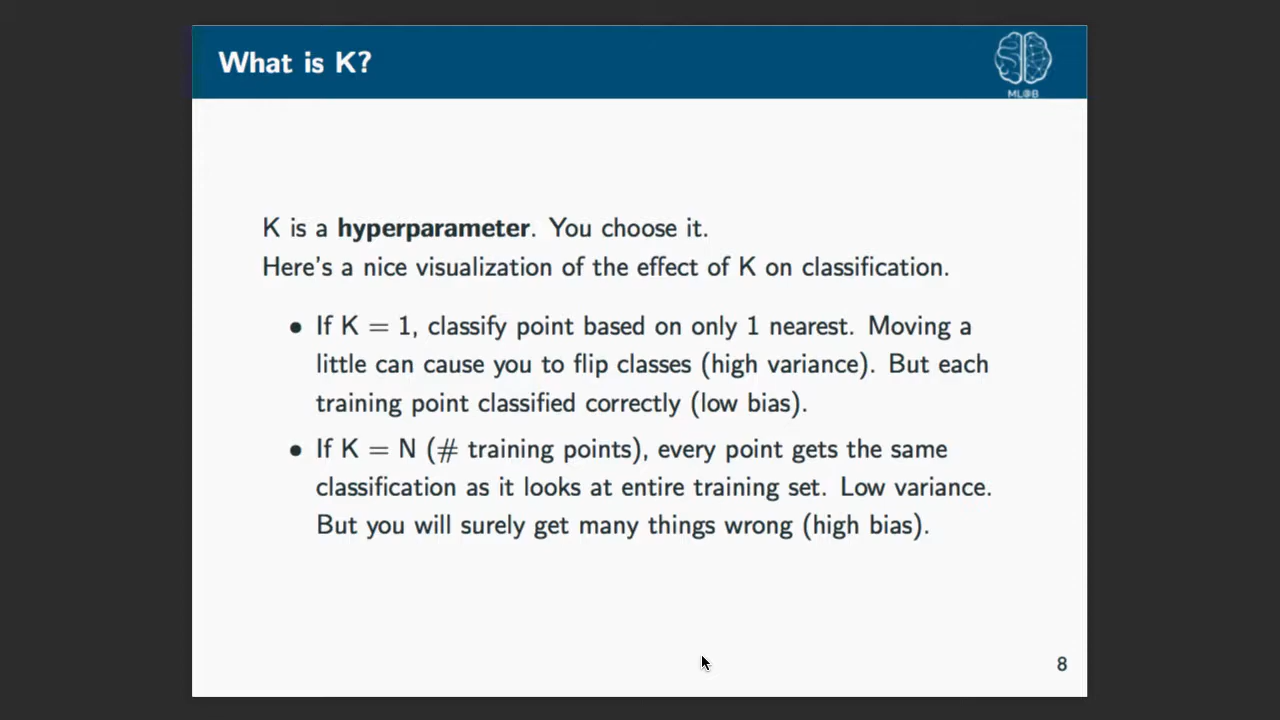 What is K?
ML@B
K is a hyperparameter. You choose it.
Here's a nice visualization of the effect of K on classification.
• If K = 1, classify point based on only 1 nearest. Moving a
little can cause you to flip classes (high variance). But each
training point classified correctly (low bias).
• If K = N (# training points), every point gets the same
classification as it looks at entire training set. Low variance.
But you will surely get many things wrong (high bias).
8